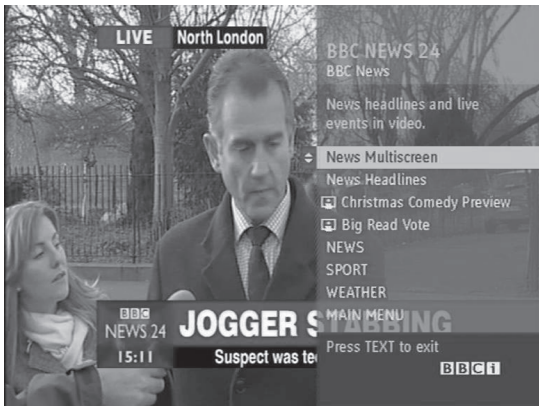 LIVE North London
BBC NEWS 24
BBC News
News headlines and live
events in video.
News Multiscreen
News Headlines
Christmas Comedy Preview
Big Read Vote
NEWS
SPORT
WEATHER
MAIN MENU
Press TEXT to exit
BBCi
BBC
NEWS 24
15:11
JOGGER STABBING
Suspect was